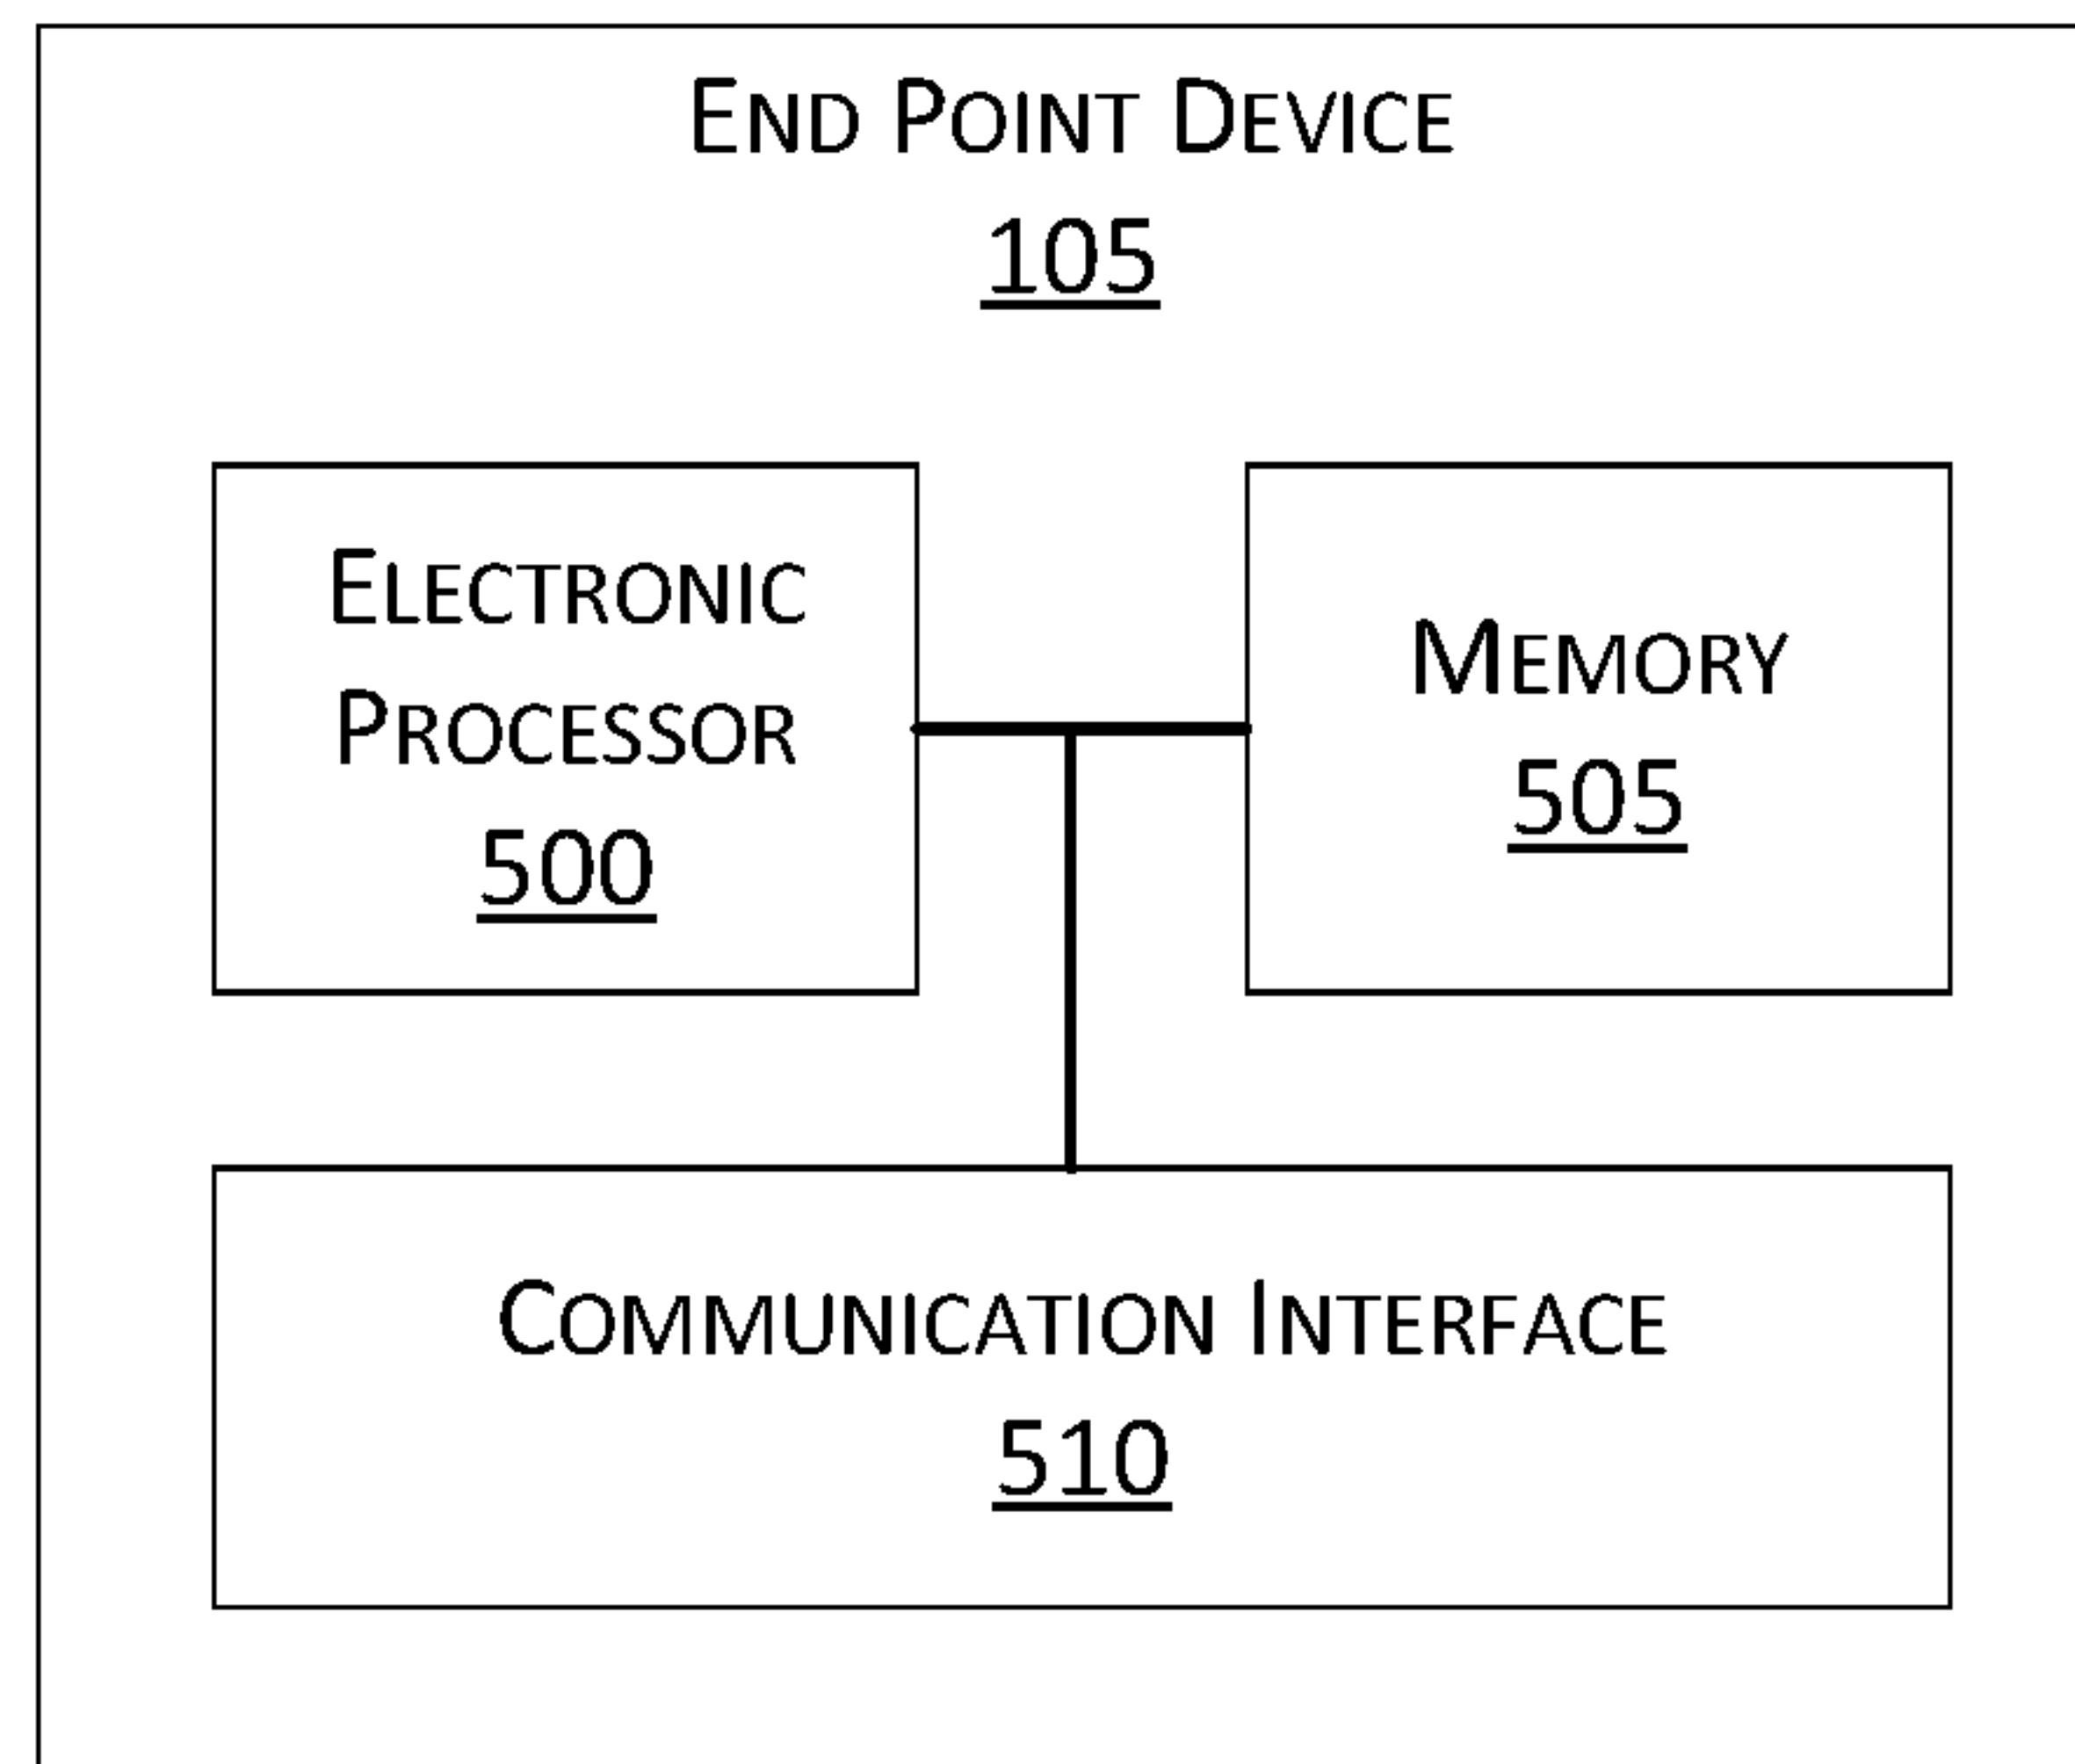 END POINT DEVICE
105
ELECTRONIC
PROCESSOR
500
MEMORY
505
COMMUNICATION INTERFACE
510